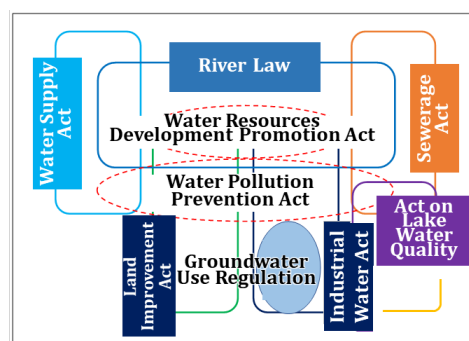 River Law
Water Supply
Act
Sewerage
Act
Water Resources
Development Promotion Act
Water Pollution
Prevention Act
Act on
Lake
Water
Quality
Land
Improvement
Act
Groundwater
Use Regulation
Industrial
Water Act